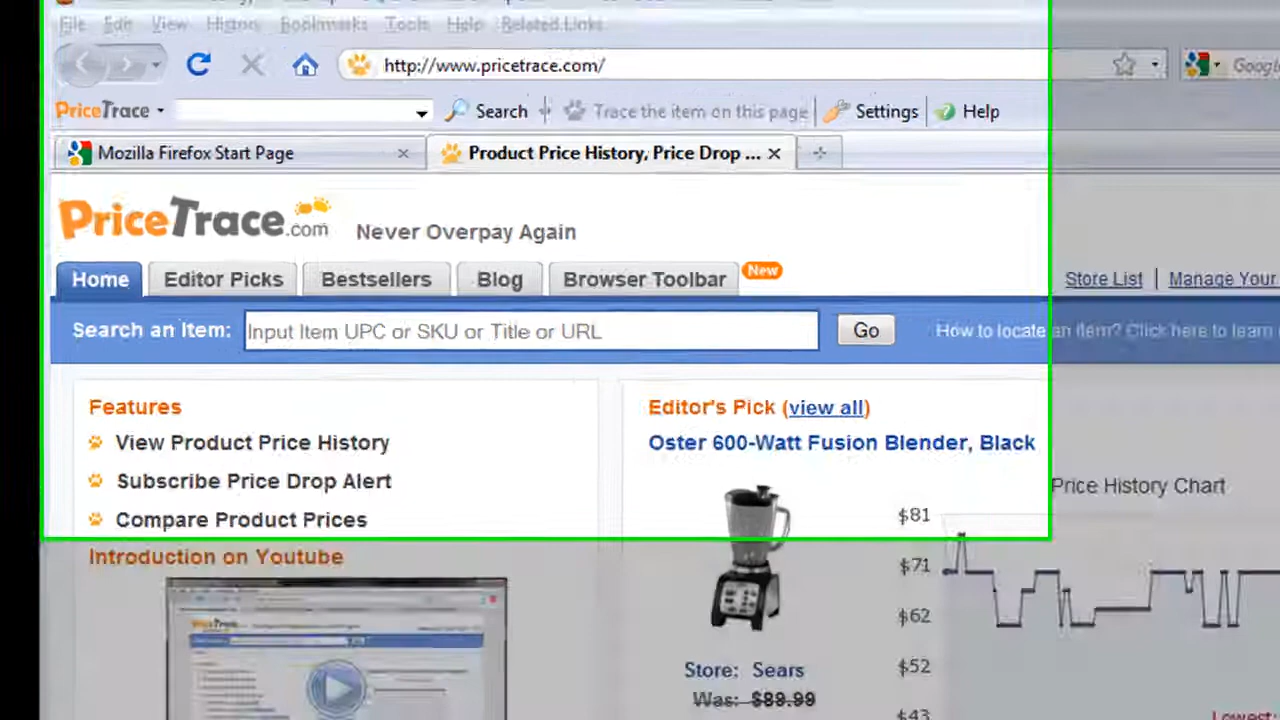 File Edit View History Bookmarks Tools Help Related Links
http://www.pricetrace.com/
Google
PriceTrace Search Trace the item on this page Settings Help
Mozilla Firefox Start Page
Product Price History, Price Drop ...
PriceTrace.com Never Overpay Again
Home Editor Picks Bestsellers Blog Browser Toolbar New
Store List | Manage Your
Search an Item: Input Item UPC or SKU or Title or URL Go How to locate an item? Click here to learn
Features
View Product Price History
Subscribe Price Drop Alert
Compare Product Prices
Introduction on Youtube
PriceTrace
Editor's Pick (view all)
Oster 600-Watt Fusion Blender, Black
Price History Chart
$81
$71
$62
$52
$43
Store: Sears
Was: $89.99
Lowest: